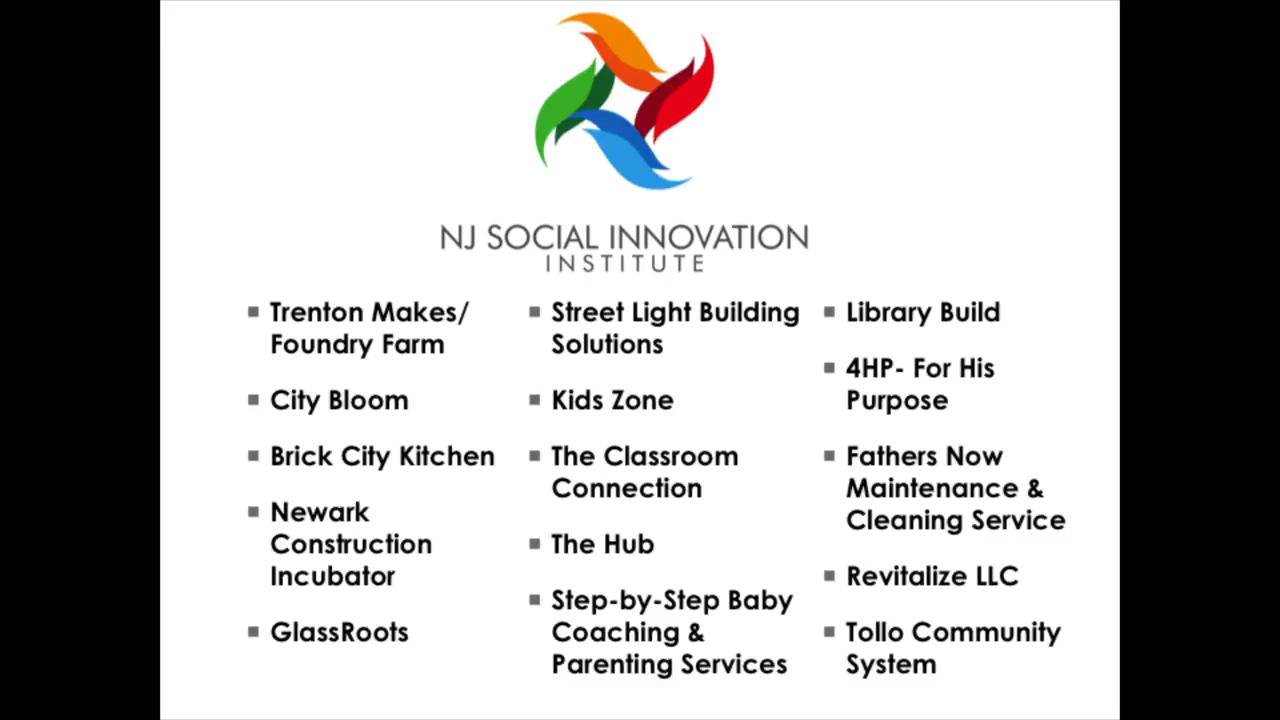 NJ SOCIAL INNOVATION
INSTITUTE
Trenton Makes/
Foundry Farm
City Bloom
Brick City Kitchen
Newark
Construction
Incubator
GlassRoots
Street Light Building
Solutions
Kids Zone
The Classroom
Connection
The Hub
Step-by-Step Baby
Coaching &
Parenting Services
Library Build
4HP- For His
Purpose
Fathers Now
Maintenance &
Cleaning Service
Revitalize LLC
Tollo Community
System